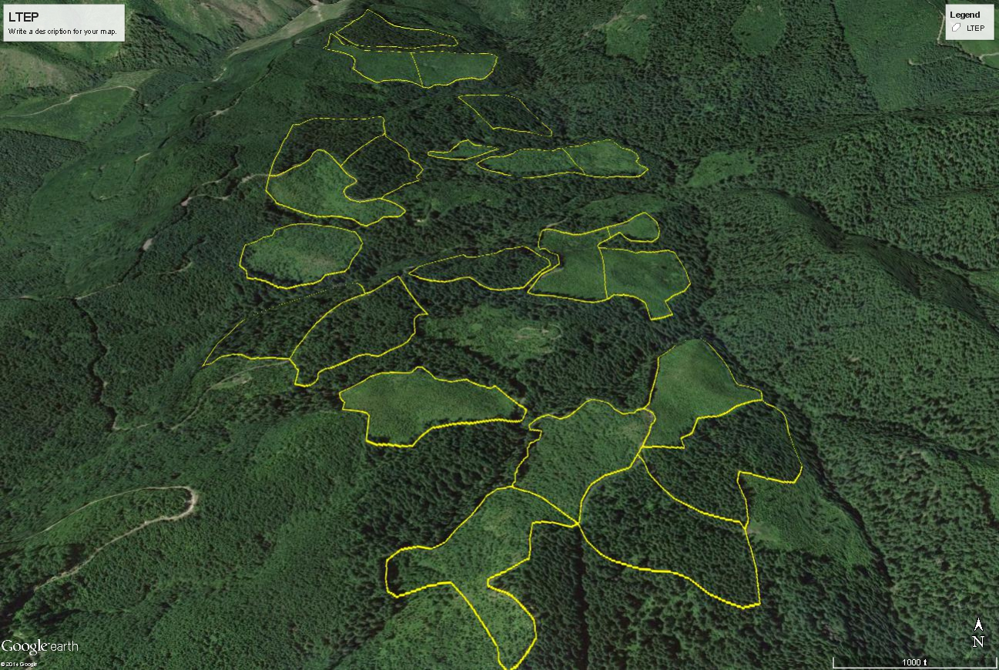 LTEP
Write a description for your map.
Legend
LTEP
Google earth
© 2014 Google
N
1000 ft